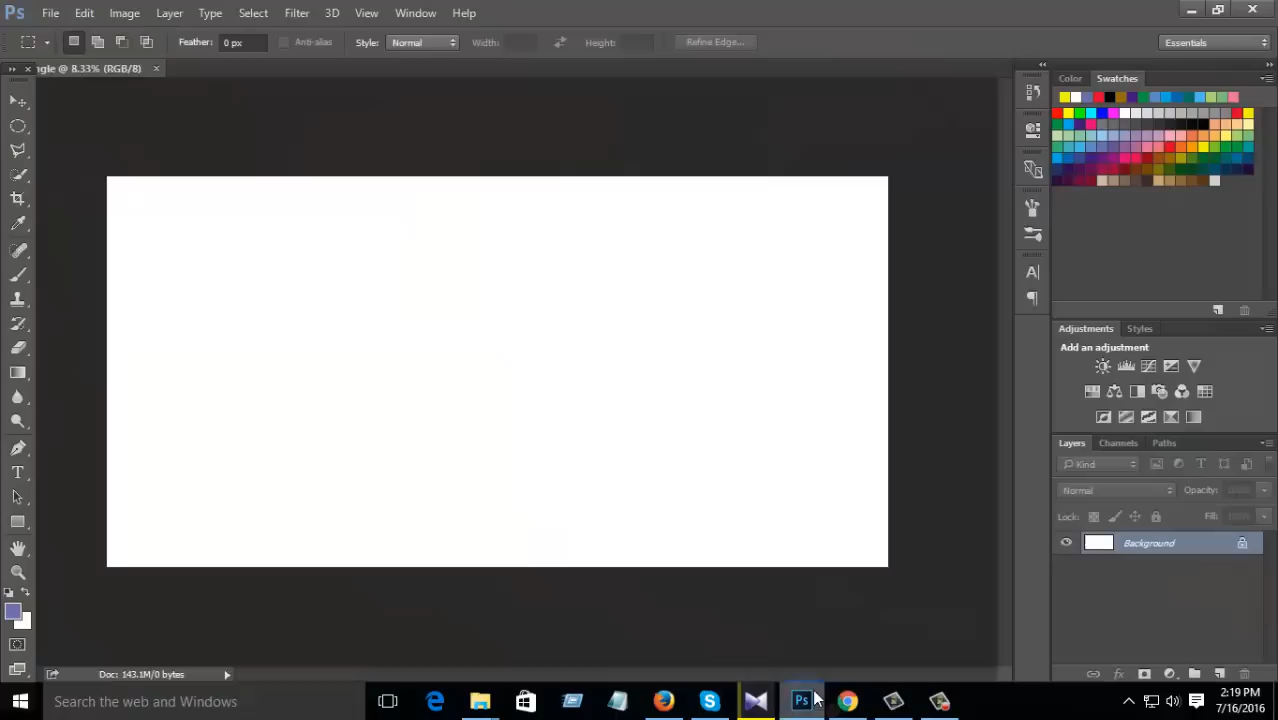 Ps File Edit Image Layer Type Select Filter 3D View Window Help
Feather: 0 px Anti-alias Style: Normal Width: Height: Refine Edge... Essentials
ngle @ 8.33% (RGB/8) ×
Color Swatches
Adjustments Styles
Add an adjustment
Layers Channels Paths
Kind
Normal Opacity:
Lock: Fill:
Background
Doc: 143.1M/0 bytes
Search the web and Windows
Ps
2:19 PM
7/16/2016